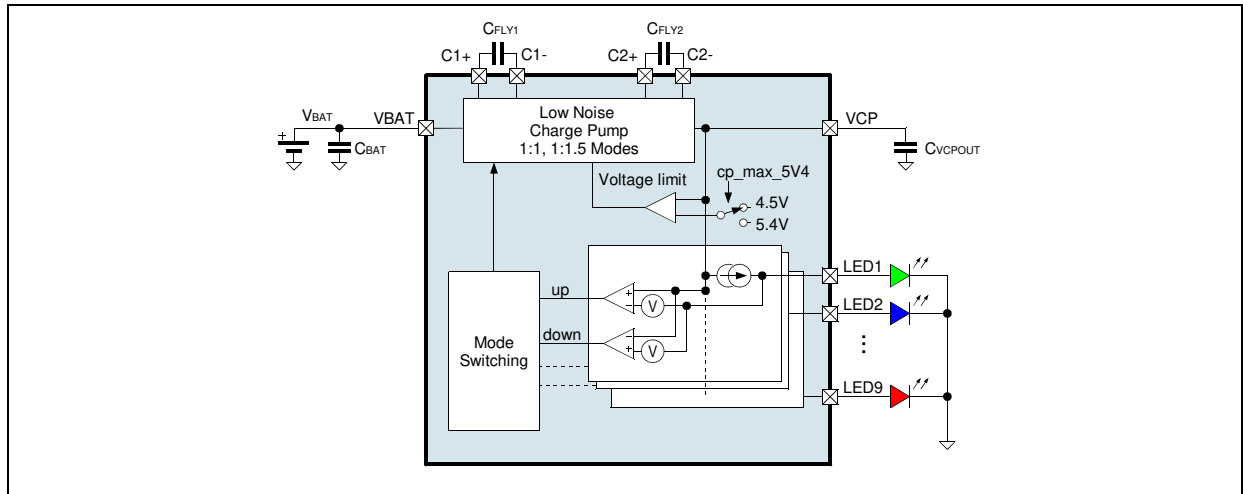 CFLY1
CFLY2
C1+
C1-
C2+
C2-
VBAT
VBAT
+
CBAT
Low Noise
Charge Pump
1:1, 1:1.5 Modes
VCP
CVCPOUT
Voltage limit
cp_max_5V4
4.5V
5.4V
Mode
Switching
up
down
+
−
V
−
+
V
LED1
LED2
⋮
LED9